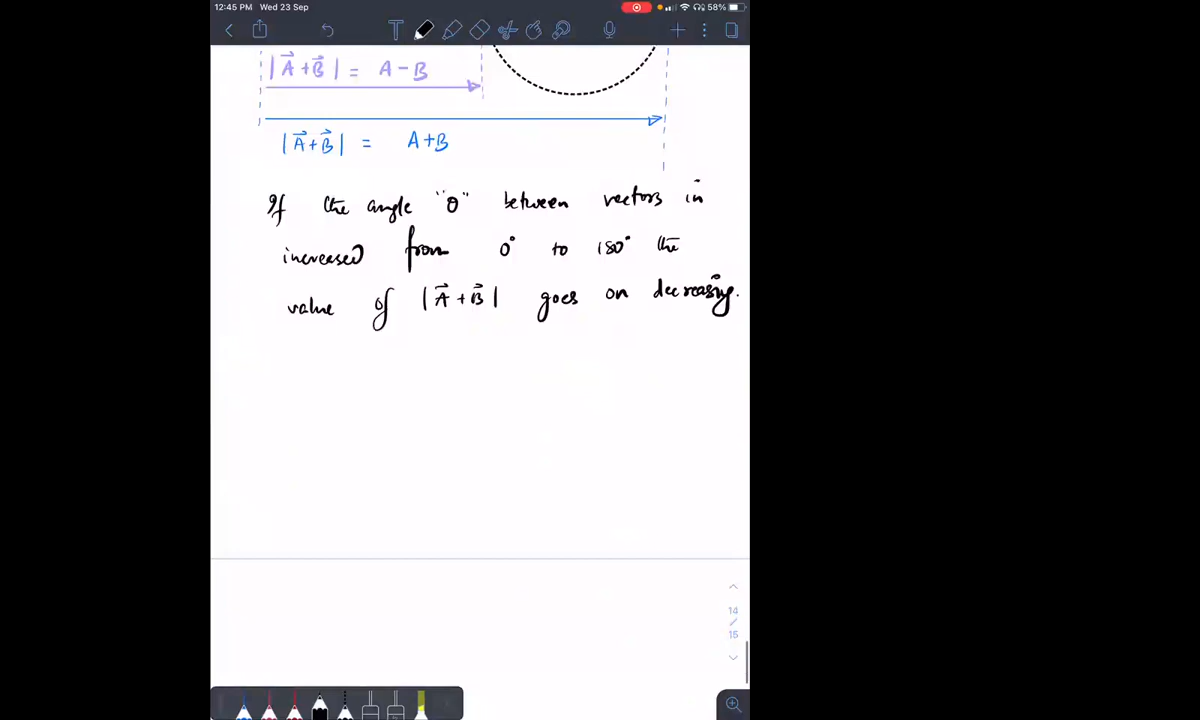 12:45 PM Wed 23 Sep
58%
|A⃗+B⃗| = A-B
|A⃗+B⃗| = A+B
If the angle "θ" between vectors in
increased from 0° to 180° the
value of |A⃗+B⃗| goes on decreasing.
14
/
15